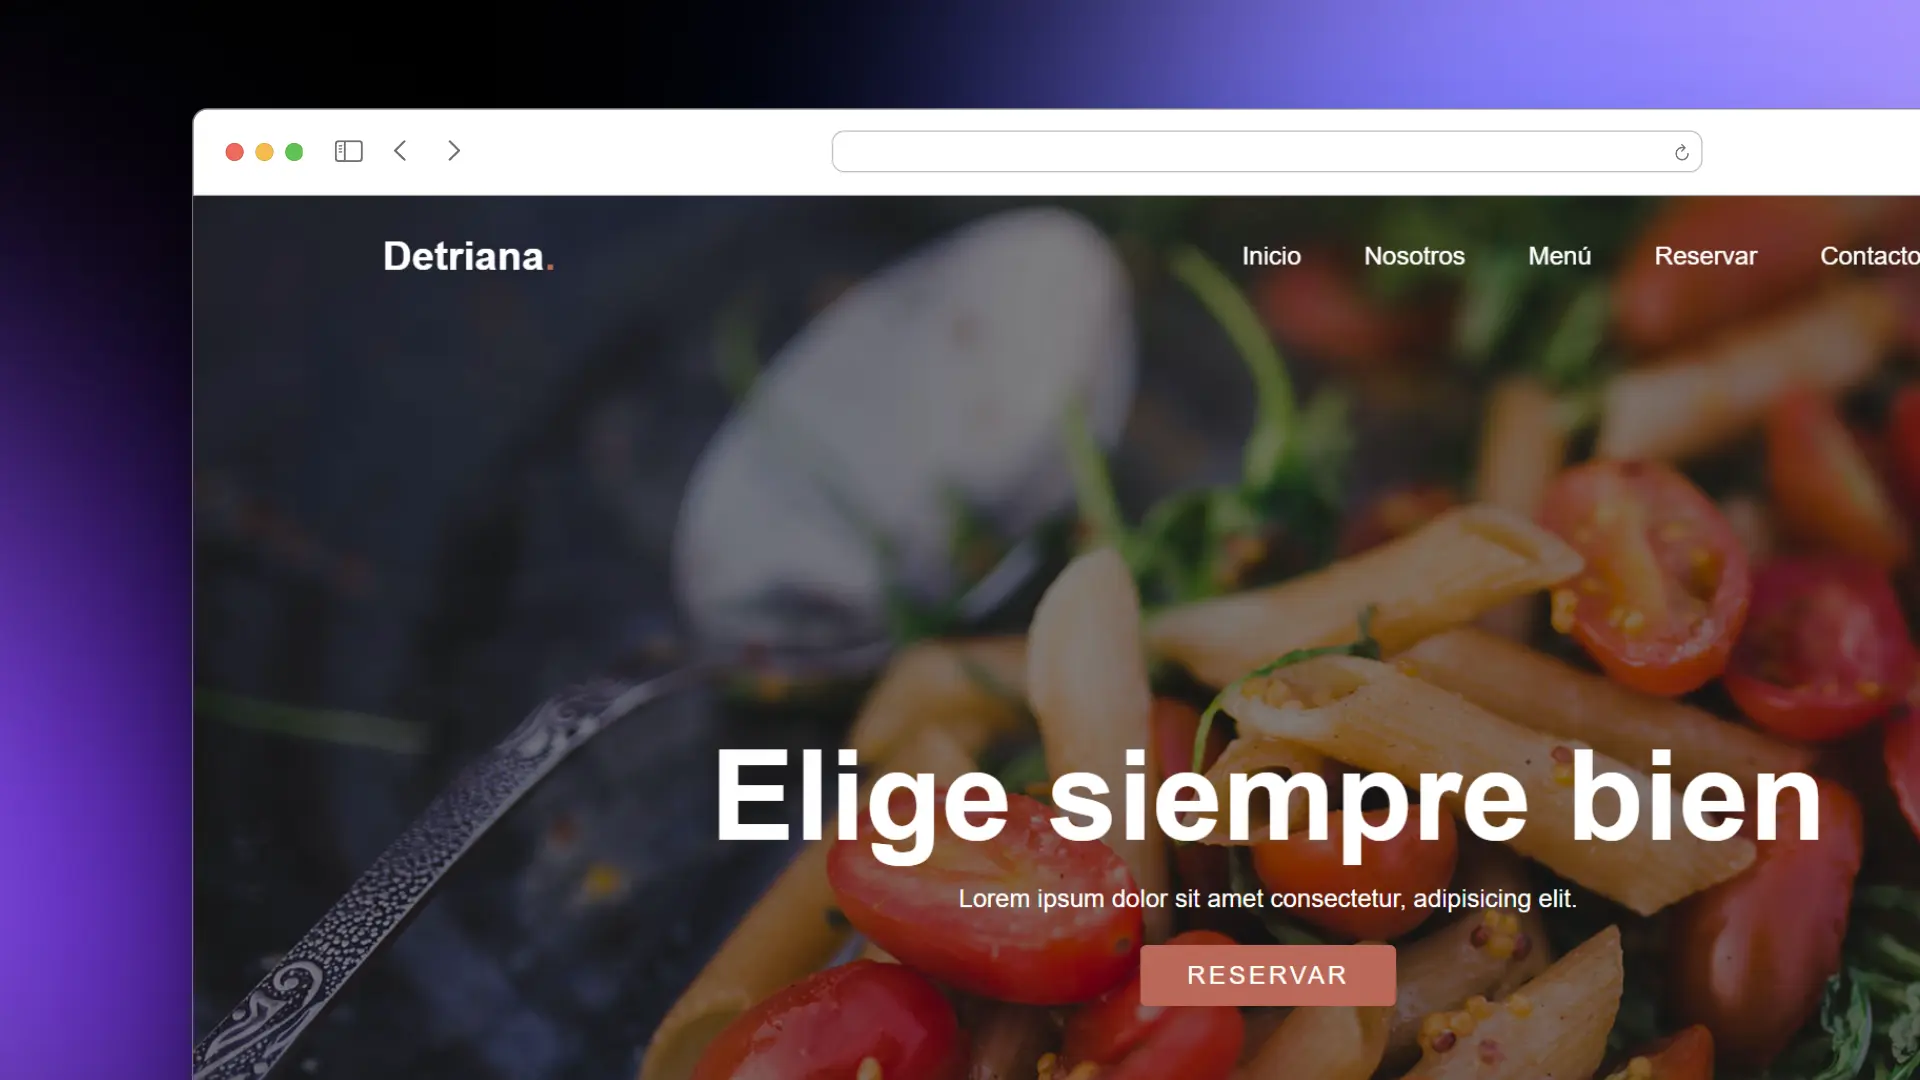 Detriana.
Inicio Nosotros Menú Reservar Contacto
Elige siempre bien
Lorem ipsum dolor sit amet consectetur, adipisicing elit.
RESERVAR